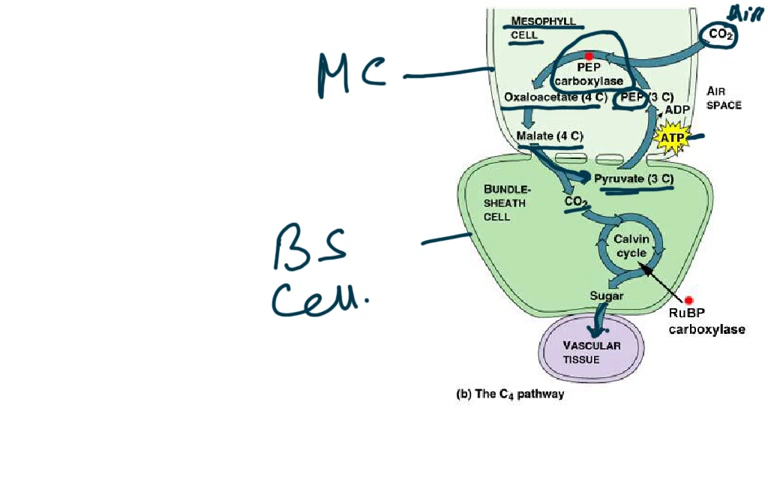 Air
MESOPHYLL
CELL
CO2
PEP
carboxylase
MC
Oxaloacetate (4 C) PEP (3 C)
ADP
AIR
SPACE
ATP
Malate (4 C)
Pyruvate (3 C)
BUNDLE-
SHEATH
CELL
CO2
BS
Cell.
Calvin
cycle
Sugar
RuBP
carboxylase
VASCULAR
TISSUE
(b) The C4 pathway